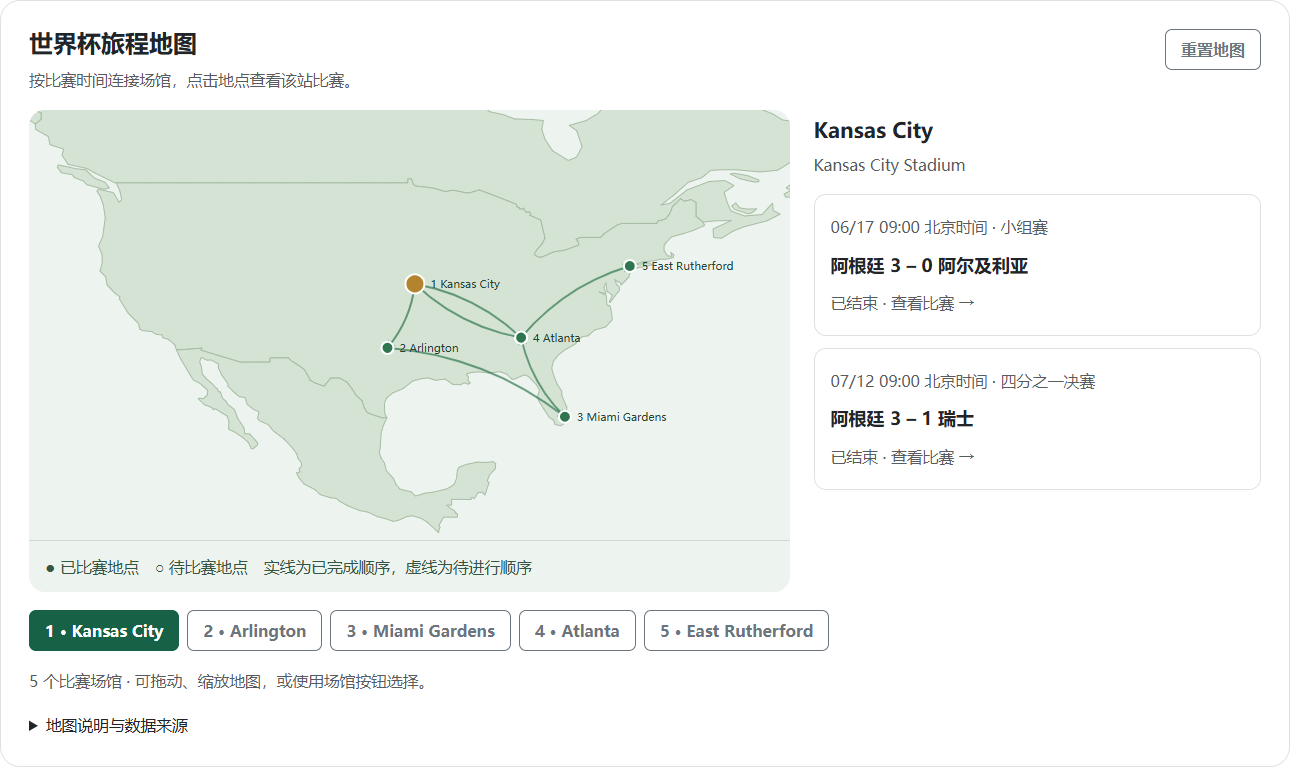 世界杯旅程地图
重置地图
按比赛时间连接场馆，点击地点查看该站比赛。
1 Kansas City
2 Arlington
3 Miami Gardens
4 Atlanta
5 East Rutherford
● 已比赛地点 ○ 待比赛地点 实线为已完成顺序，虚线为待进行顺序
Kansas City
Kansas City Stadium
06/17 09:00 北京时间 · 小组赛
阿根廷 3 – 0 阿尔及利亚
已结束 · 查看比赛 →
07/12 09:00 北京时间 · 四分之一决赛
阿根廷 3 – 1 瑞士
已结束 · 查看比赛 →
1 • Kansas City
2 • Arlington
3 • Miami Gardens
4 • Atlanta
5 • East Rutherford
5 个比赛场馆 · 可拖动、缩放地图，或使用场馆按钮选择。
▶ 地图说明与数据来源